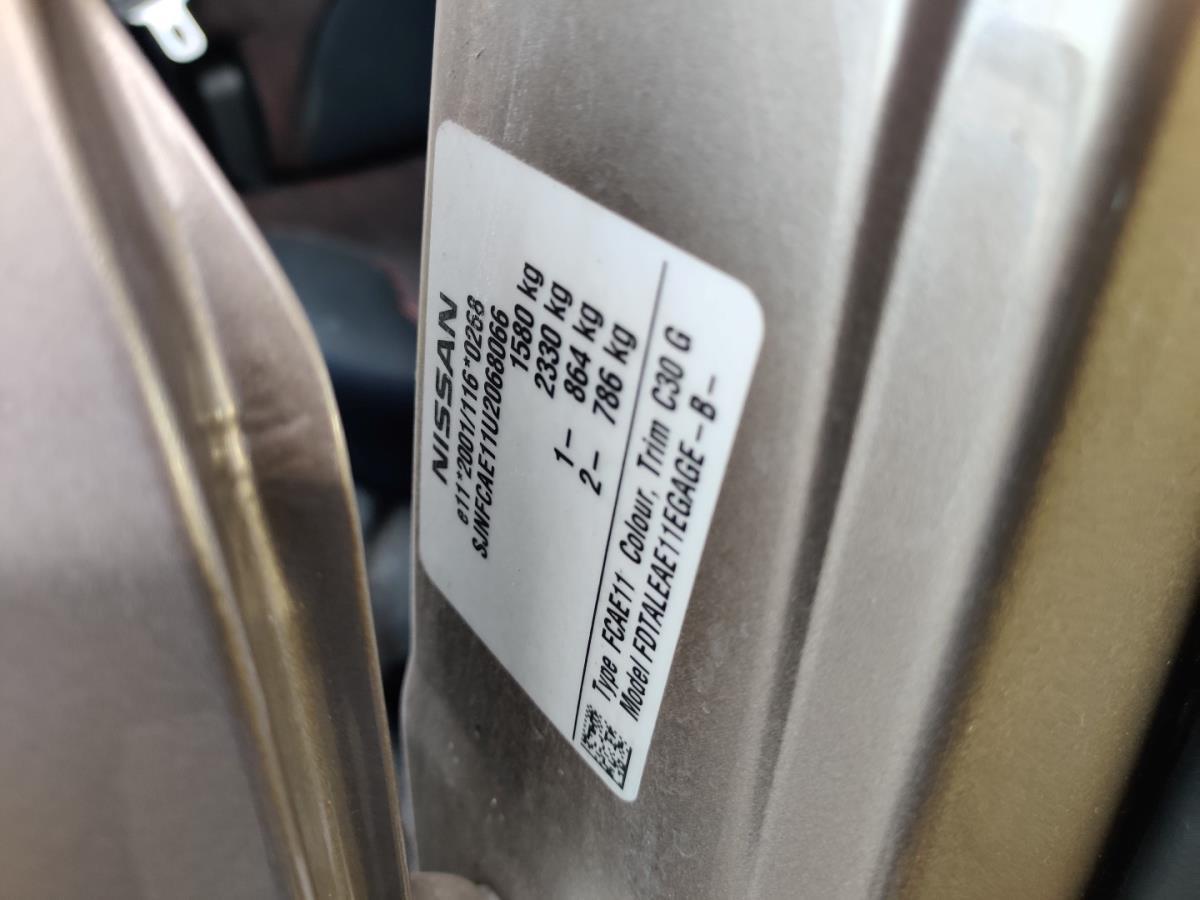 NISSAN
e11*2001/116*0268
SJNFCAE11U2068066
1580 kg
2330 kg
1- 864 kg
2- 786 kg
Type FCAE11 Colour, Trim C30 G
Model FDTALEAE11EGAGE-B-